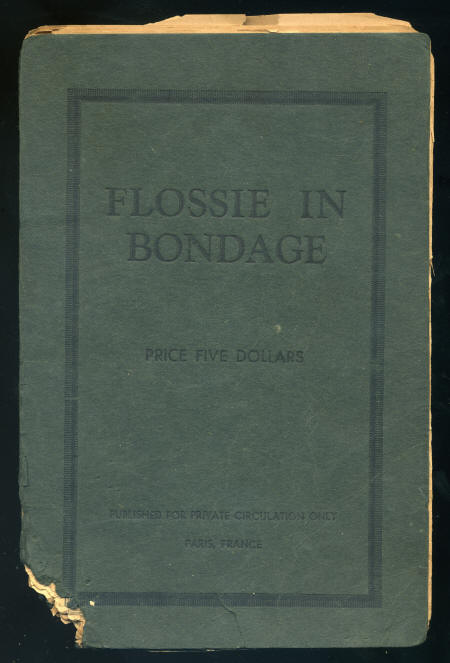 FLOSSIE IN
BONDAGE
PRICE FIVE DOLLARS
PUBLISHED FOR PRIVATE CIRCULATION ONLY
PARIS, FRANCE